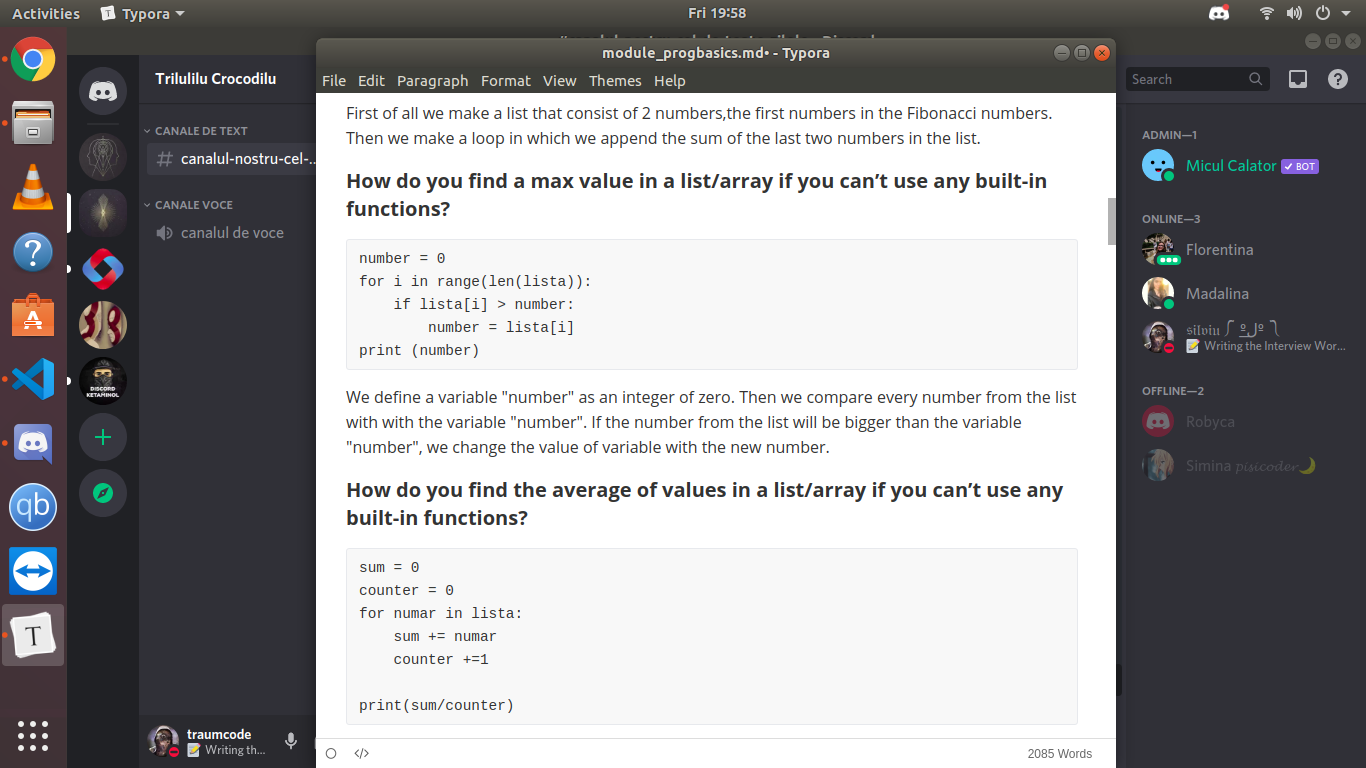 Activities
Typora
Fri 19:58
module_progbasics.md• - Typora
File Edit Paragraph Format View Themes Help
First of all we make a list that consist of 2 numbers,the first numbers in the Fibonacci numbers.
Then we make a loop in which we append the sum of the last two numbers in the list.
How do you find a max value in a list/array if you can’t use any built-in
functions?
number = 0
for i in range(len(lista)):
    if lista[i] > number:
        number = lista[i]
print (number)
We define a variable "number" as an integer of zero. Then we compare every number from the list
with with the variable "number". If the number from the list will be bigger than the variable
"number", we change the value of variable with the new number.
How do you find the average of values in a list/array if you can’t use any
built-in functions?
sum = 0
counter = 0
for numar in lista:
    sum += numar
    counter +=1
print(sum/counter)
2085 Words
Trilulilu Crocodilu
CANALE DE TEXT
# canalul-nostru-cel-...
CANALE VOCE
canalul de voce
DISCORD
KETAMINOL
traumcode
📝 Writing th...
Search
ADMIN—1
Micul Calator
✓ BOT
ONLINE—3
Florentina
Madalina
𝔰𝔦𝔩𝔳𝔦𝔲
📝 Writing the Interview Wor...
OFFLINE—2
Robyca
Simina 𝓹𝓲𝓼𝓲𝓬𝓸𝓭𝓮𝓻🌙
qb
T